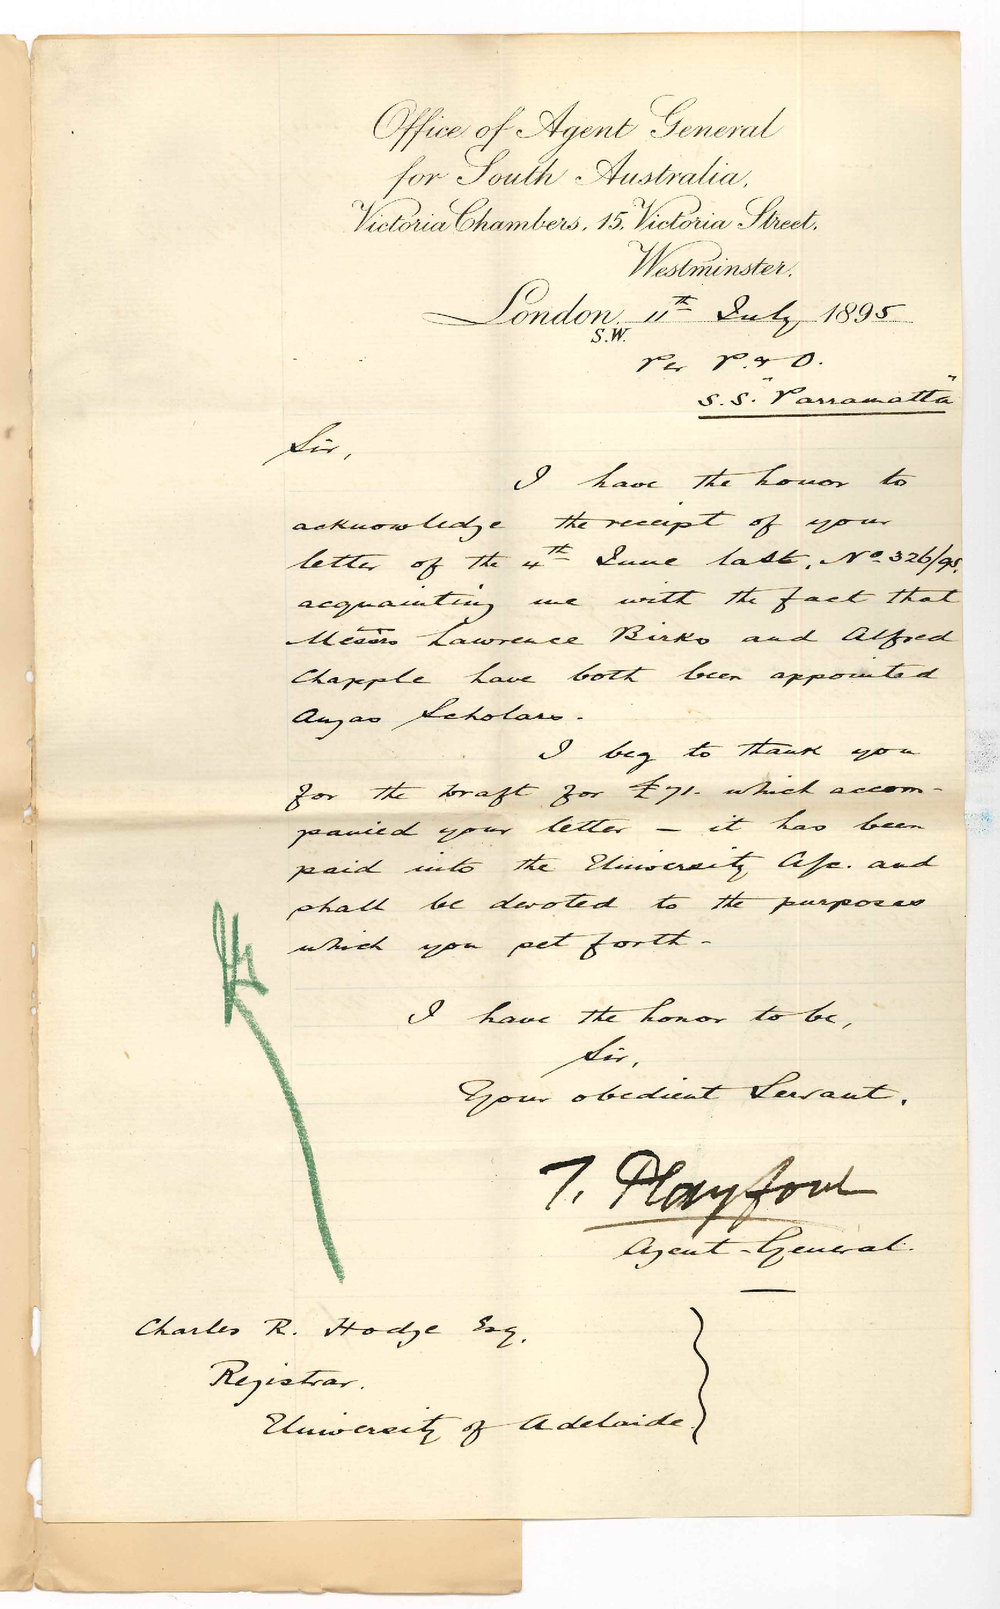 Office of Agent General
for South Australia,
Victoria Chambers, 15, Victoria Street,
Westminster.
London, 11th July 1895
S.W.
Per P. & O.
S.S. "Parramatta"
Sir,
I have the honor to
acknowledge the receipt of your
letter of the 4th June last, No 326/95,
acquainting me with the fact that
Messrs Lawrence Birks and Alfred
Chapple have both been appointed
Angas Scholars.
I beg to thank you
for the draft for £71- which accom-
panied your letter - it has been
paid into the University A/c. and
shall be devoted to the purposes
which you set forth -
I have the honor to be,
Sir,
Your obedient Servant.
T. Playford
Agent-General.
Charles R. Hodge Esq.
Registrar.
University of Adelaide